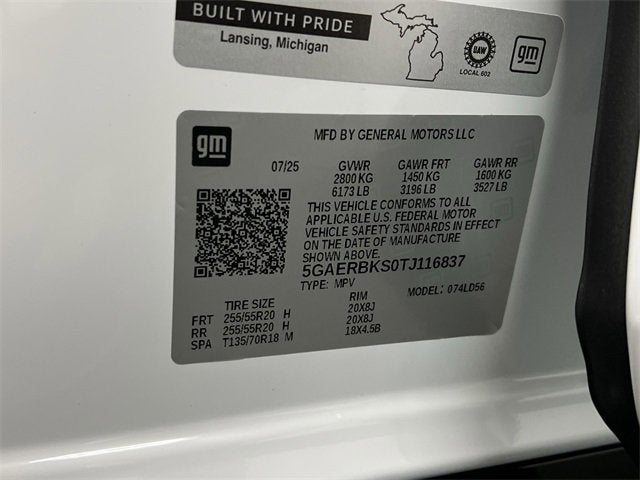 BUILT WITH PRIDE
Lansing, Michigan
UAW
LOCAL 602
gm
gm
MFD BY GENERAL MOTORS LLC
07/25 GVWR GAWR FRT GAWR RR
2800 KG 1450 KG 1600 KG
6173 LB 3196 LB 3527 LB
THIS VEHICLE CONFORMS TO ALL
APPLICABLE U.S. FEDERAL MOTOR
VEHICLE SAFETY STANDARDS IN EFFECT
ON THE DATE OF MANUFACTURE
SHOWN ABOVE.
5GAERBKS0TJ116837
TYPE: MPV MODEL: 074LD56
TIRE SIZE RIM
FRT 255/55R20 H 20X8J
RR 255/55R20 H 20X8J
SPA T135/70R18 M 18X4.5B